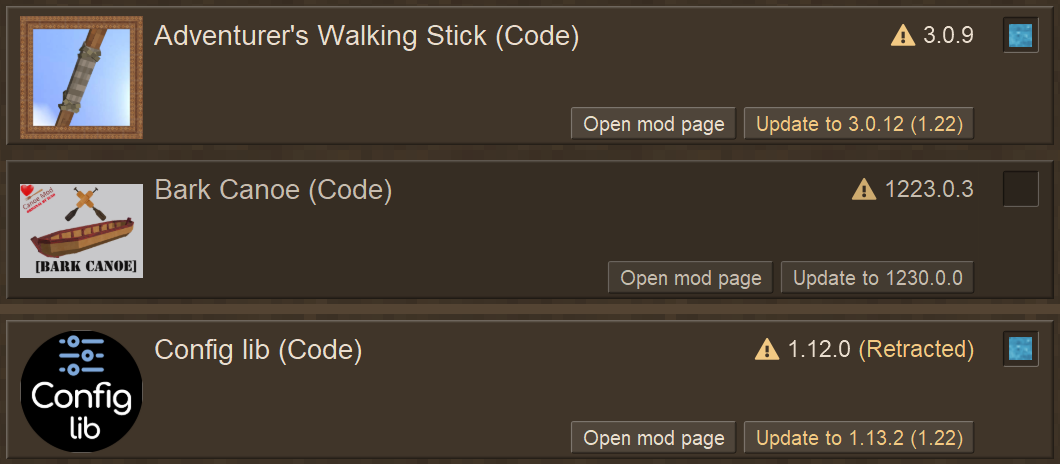 Adventurer's Walking Stick (Code)
3.0.9
Open mod page
Update to 3.0.12 (1.22)
Bark Canoe (Code)
1223.0.3
Canoe Mod
[BARK CANOE]
Open mod page
Update to 1230.0.0
Config lib (Code)
1.12.0 (Retracted)
Config
lib
Open mod page
Update to 1.13.2 (1.22)